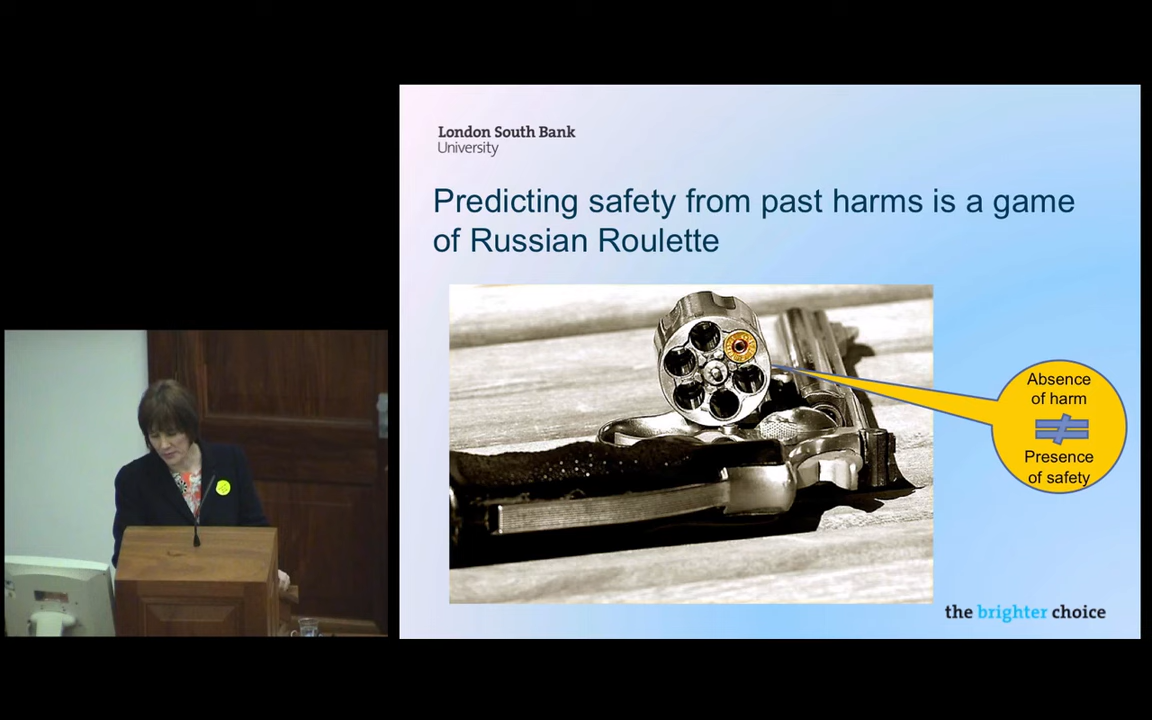 London South Bank
University
Predicting safety from past harms is a game
of Russian Roulette
Absence
of harm
≠
Presence
of safety
the brighter choice